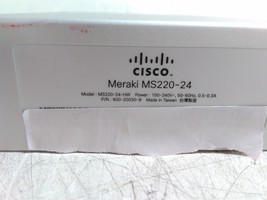 CISCO
Meraki MS220-24
Model : MS220-24-HW Power : 100-240V~, 50-60Hz, 0.5-0.3A
P/N : 600-20030-B Made in Taiwan 台灣製造